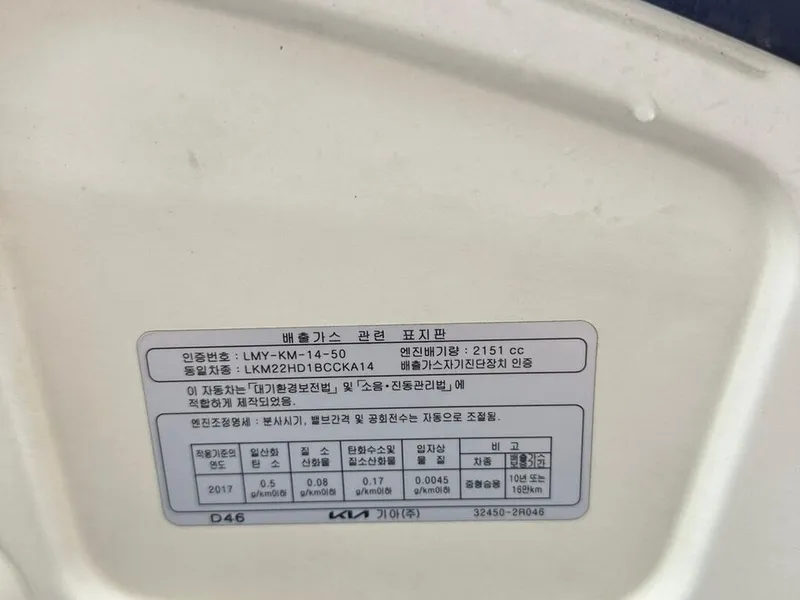 배출가스 관련 표지판
인증번호 : LMY-KM-14-50 엔진배기량 : 2151 cc
동일차종 : LKM22HD1BCCKA14 배출가스자기진단장치 인증
이 자동차는「대기환경보전법」및「소음·진동관리법」에
적합하게 제작되었음.
엔진조정명세 : 분사시기, 밸브간격 및 공회전수는 자동으로 조절됨.
적용기준의 연도 일산화탄소 질소산화물 탄화수소및질소산화물 입자상물질 비고
차종 배출가스보증기간
2017 0.5 g/km이하 0.08 g/km이하 0.17 g/km이하 0.0045 g/km이하 중형승용 10년 또는 16만km
D46 KIA 기아(주) 32450-2R046